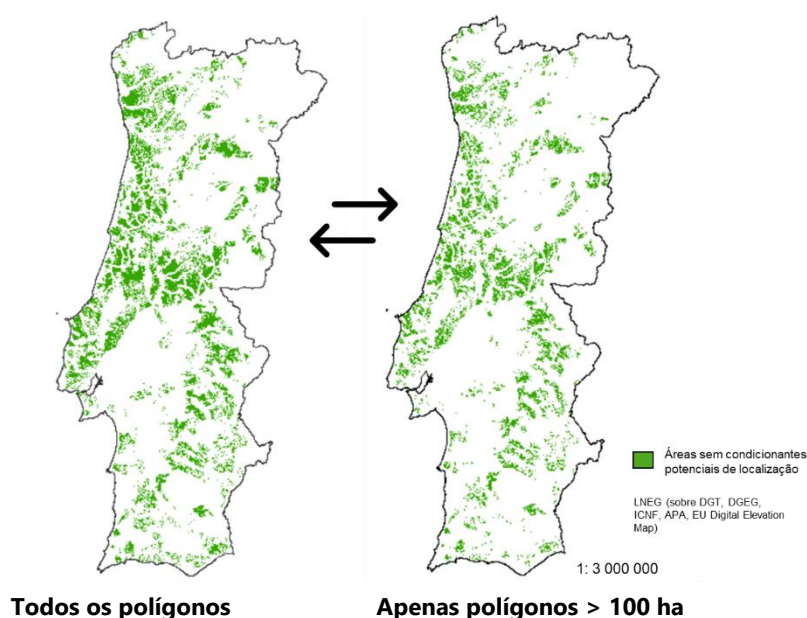 Áreas sem condicionantes
potenciais de localização
LNEG (sobre DGT, DGEG,
ICNF, APA, EU Digital Elevation
Map)
1: 3 000 000
Todos os polígonos
Apenas polígonos > 100 ha